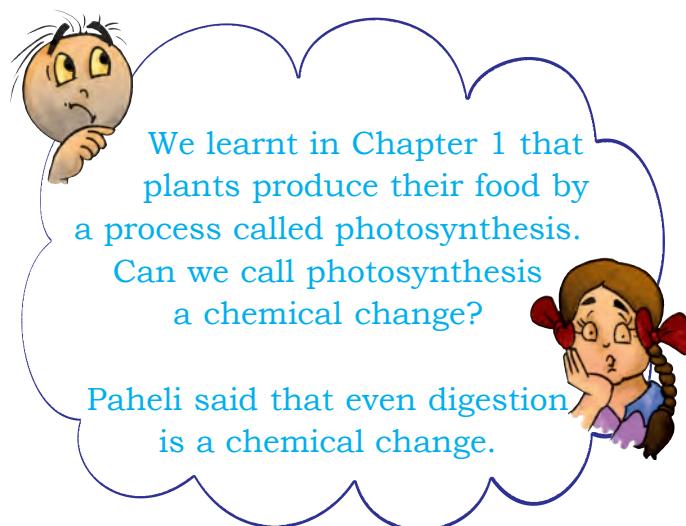 We learnt in Chapter 1 that
plants produce their food by
a process called photosynthesis.
Can we call photosynthesis
a chemical change?
Paheli said that even digestion
is a chemical change.